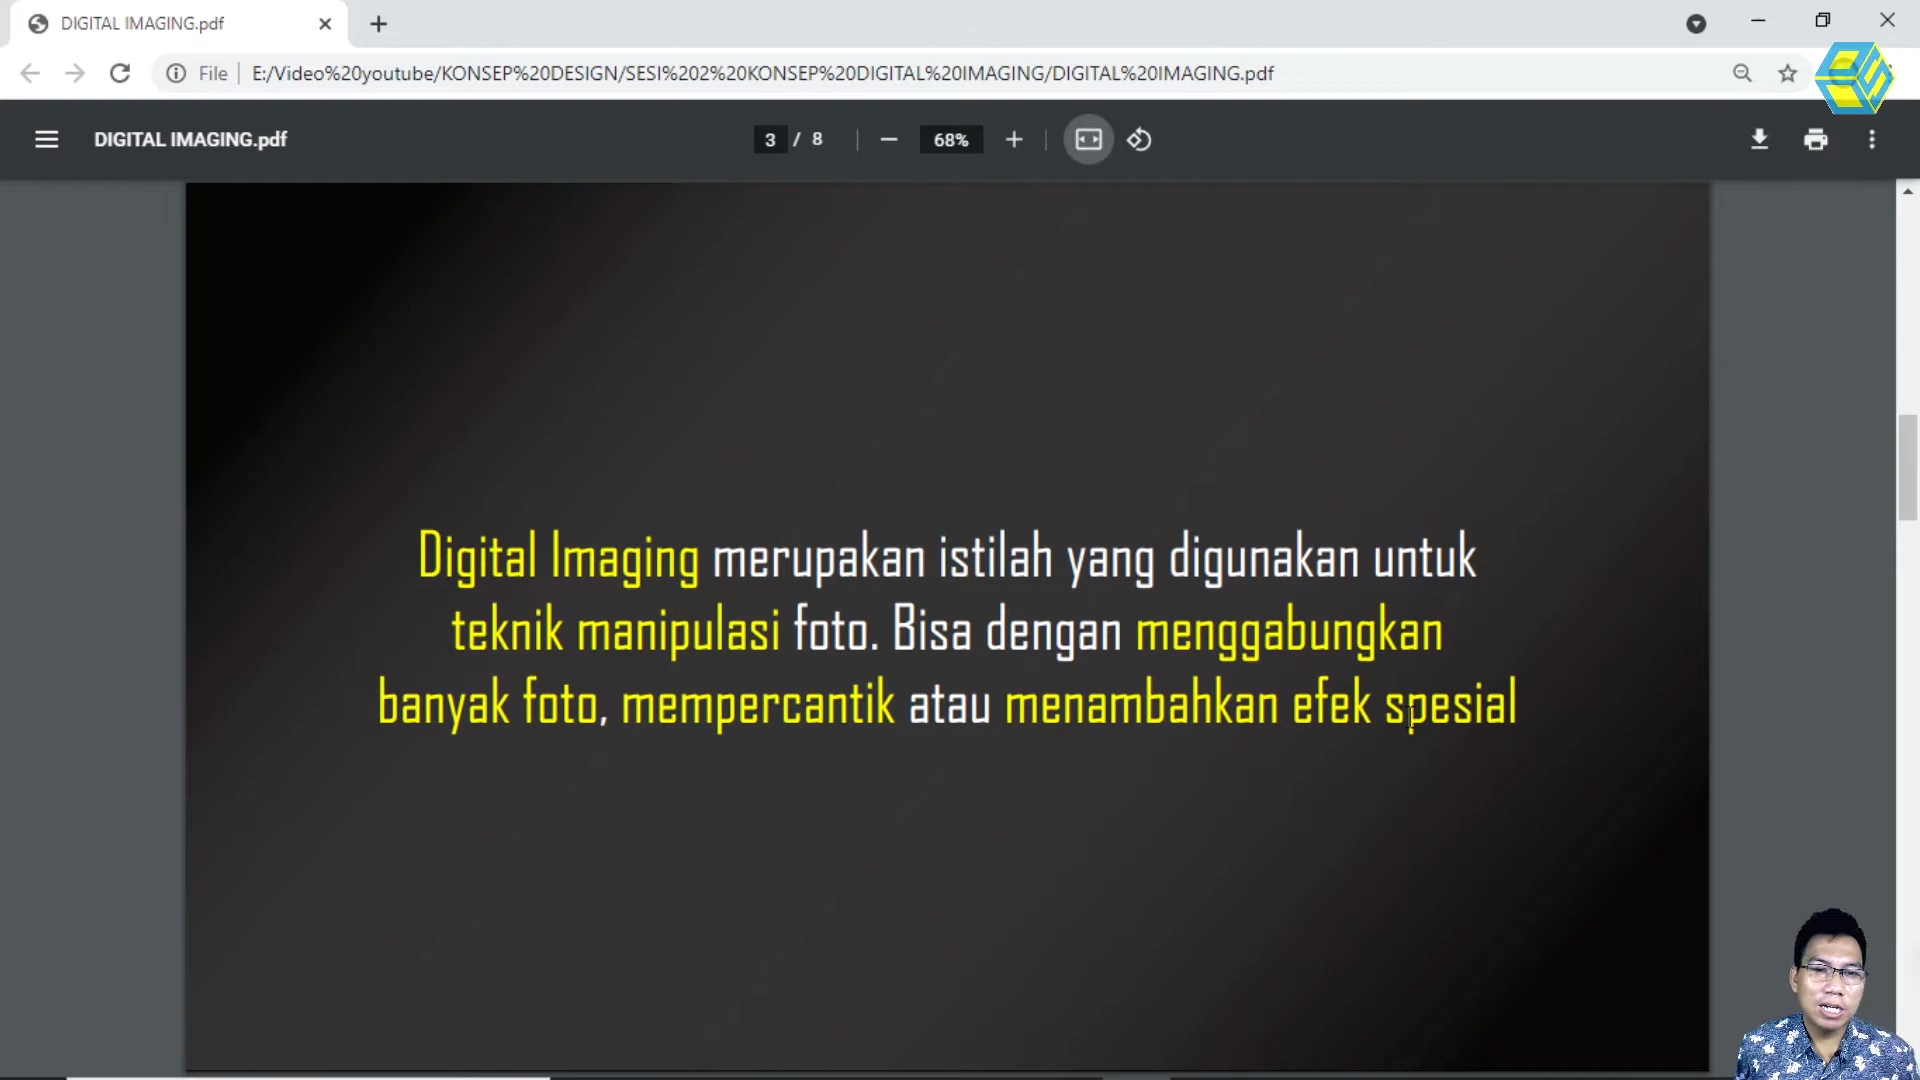 DIGITAL IMAGING.pdf
File
E:/Video%20youtube/KONSEP%20DESIGN/SESI%202%20KONSEP%20DIGITAL%20IMAGING/DIGITAL%20IMAGING.pdf
DIGITAL IMAGING.pdf
3 / 8
68%
Digital Imaging merupakan istilah yang digunakan untuk
teknik manipulasi foto. Bisa dengan menggabungkan
banyak foto, mempercantik atau menambahkan efek spesial